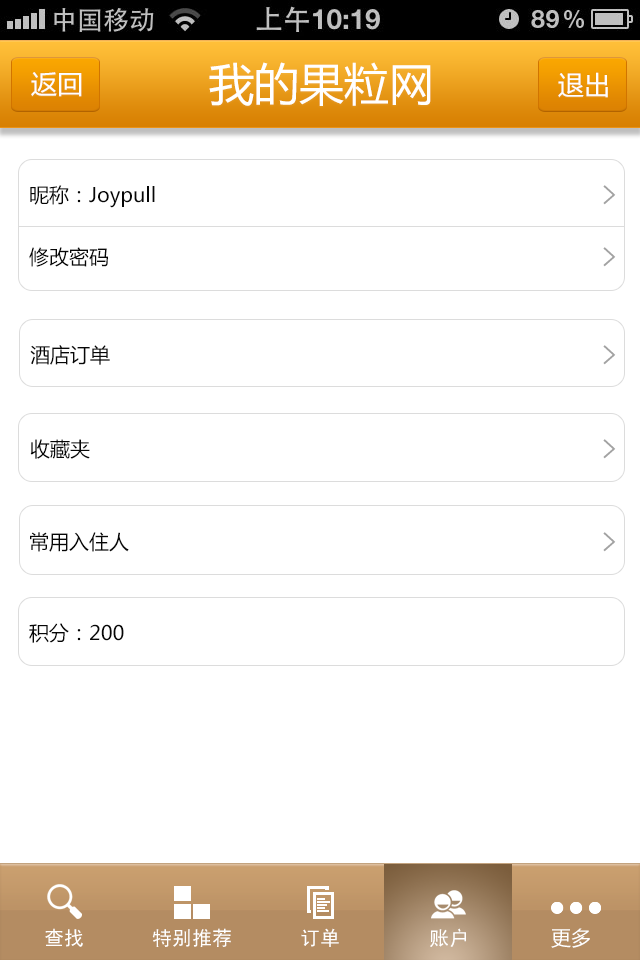 中国移动 上午10:19 89%
返回 我的果粒网 退出
昵称：Joypull
修改密码
酒店订单
收藏夹
常用入住人
积分：200
查找 特别推荐 订单 账户 更多